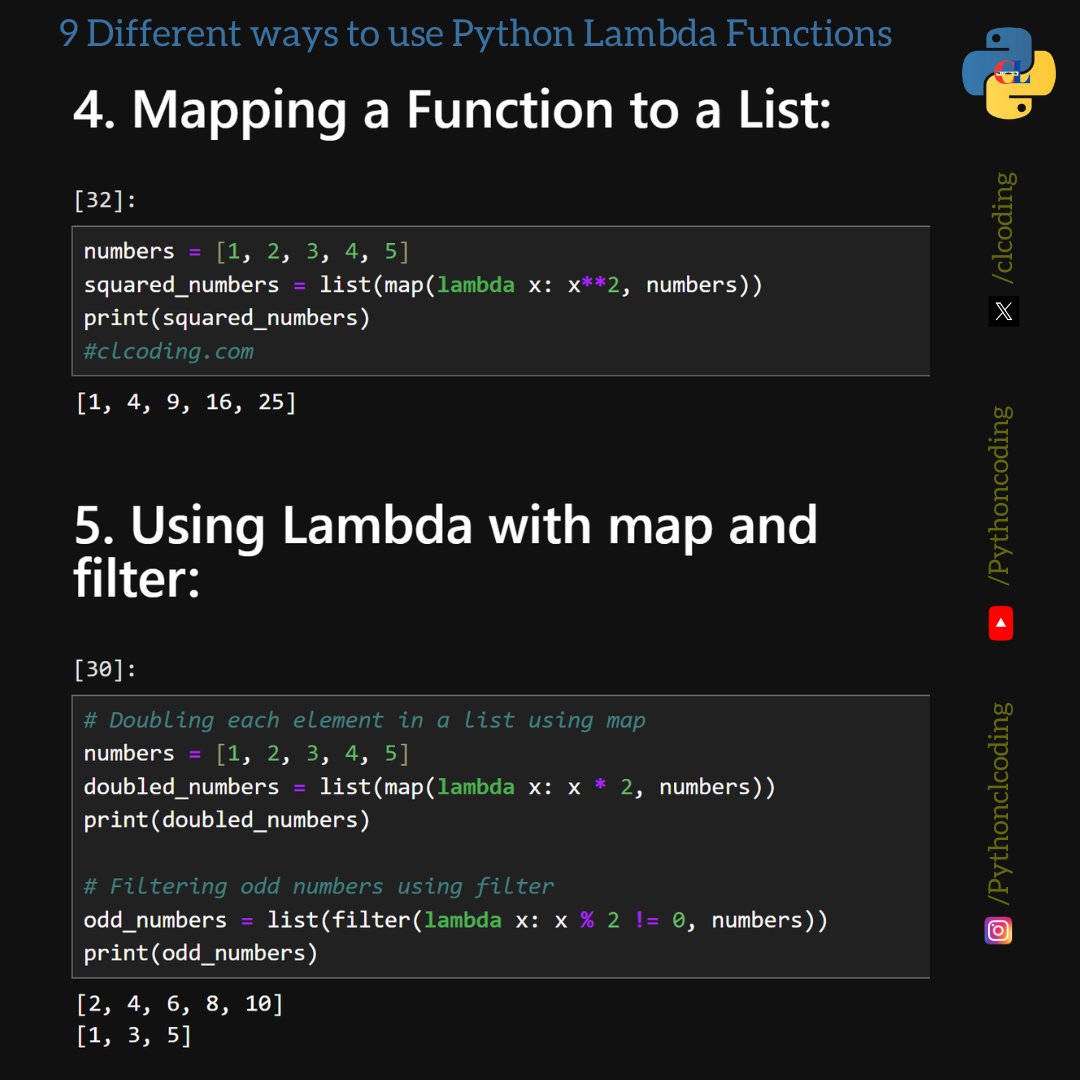 9 Different ways to use Python Lambda Functions
CL
4. Mapping a Function to a List:
[32]:
numbers = [1, 2, 3, 4, 5]
squared_numbers = list(map(lambda x: x**2, numbers))
print(squared_numbers)
#clcoding.com
[1, 4, 9, 16, 25]
5. Using Lambda with map and
filter:
[30]:
# Doubling each element in a list using map
numbers = [1, 2, 3, 4, 5]
doubled_numbers = list(map(lambda x: x * 2, numbers))
print(doubled_numbers)
# Filtering odd numbers using filter
odd_numbers = list(filter(lambda x: x % 2 != 0, numbers))
print(odd_numbers)
[2, 4, 6, 8, 10]
[1, 3, 5]
/clcoding
/Pythoncoding
/Pythonclcoding